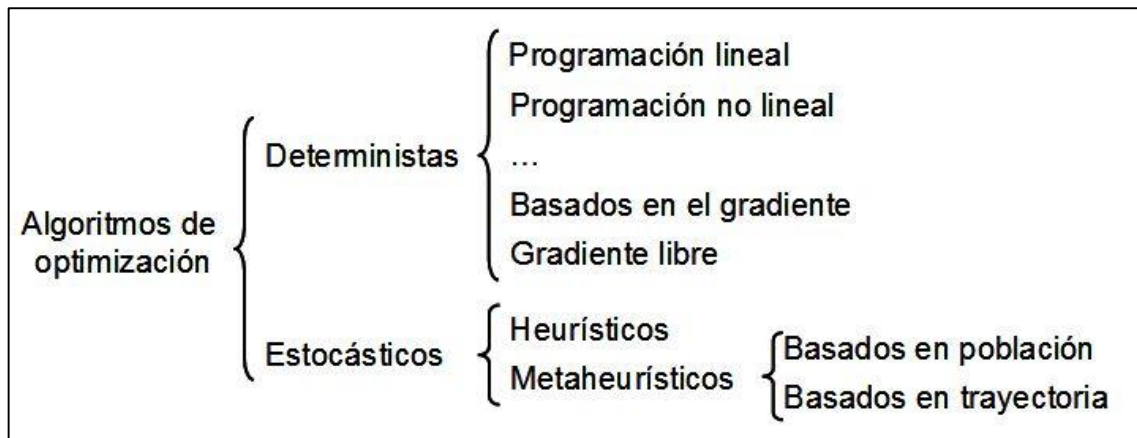 Algoritmos de
optimización
Deterministas
Programación lineal
Programación no lineal
...
Basados en el gradiente
Gradiente libre
Estocásticos
Heurísticos
Metaheurísticos
Basados en población
Basados en trayectoria